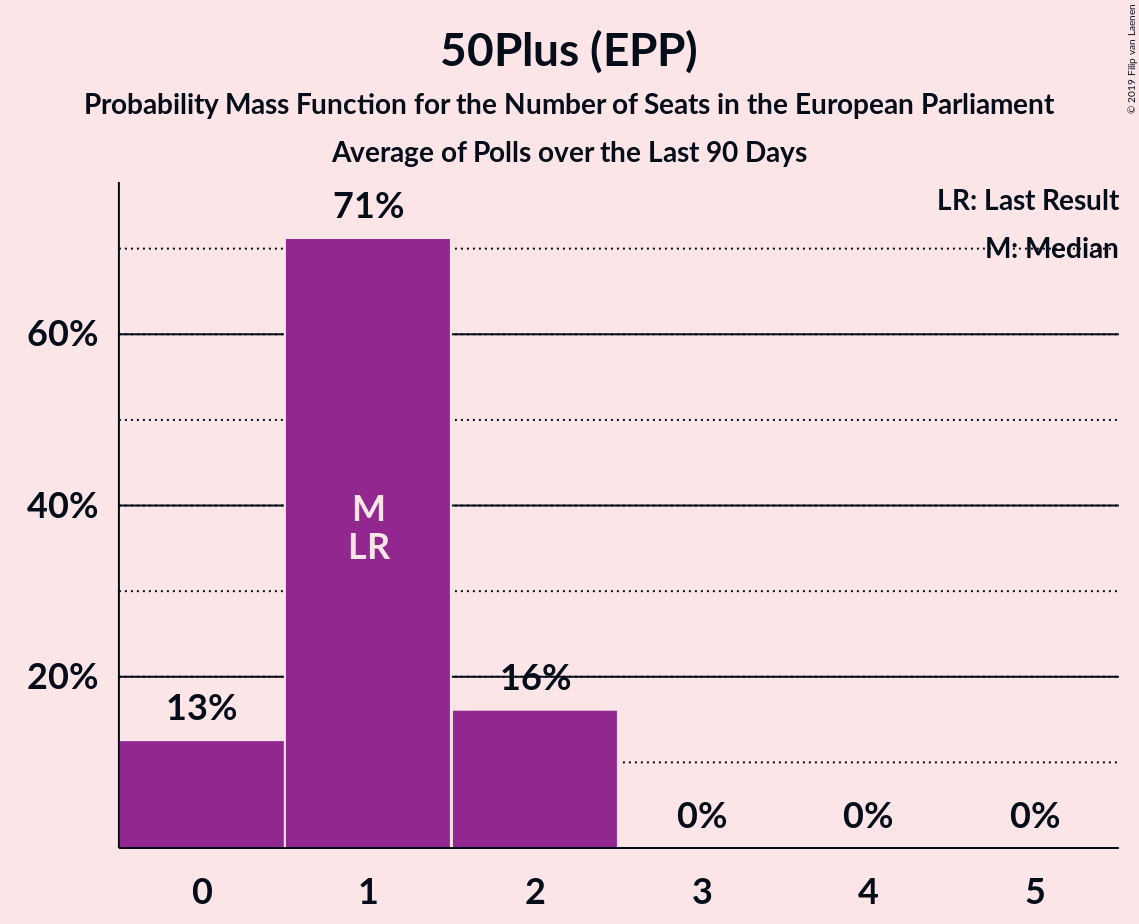 50Plus (EPP)
Probability Mass Function for the Number of Seats in the European Parliament
Average of Polls over the Last 90 Days
© 2019 Filip van Laenen
LR: Last Result
M: Median
71%
60%
40%
20%
M
LR
13%
16%
0%
0%
0%
0
1
2
3
4
5